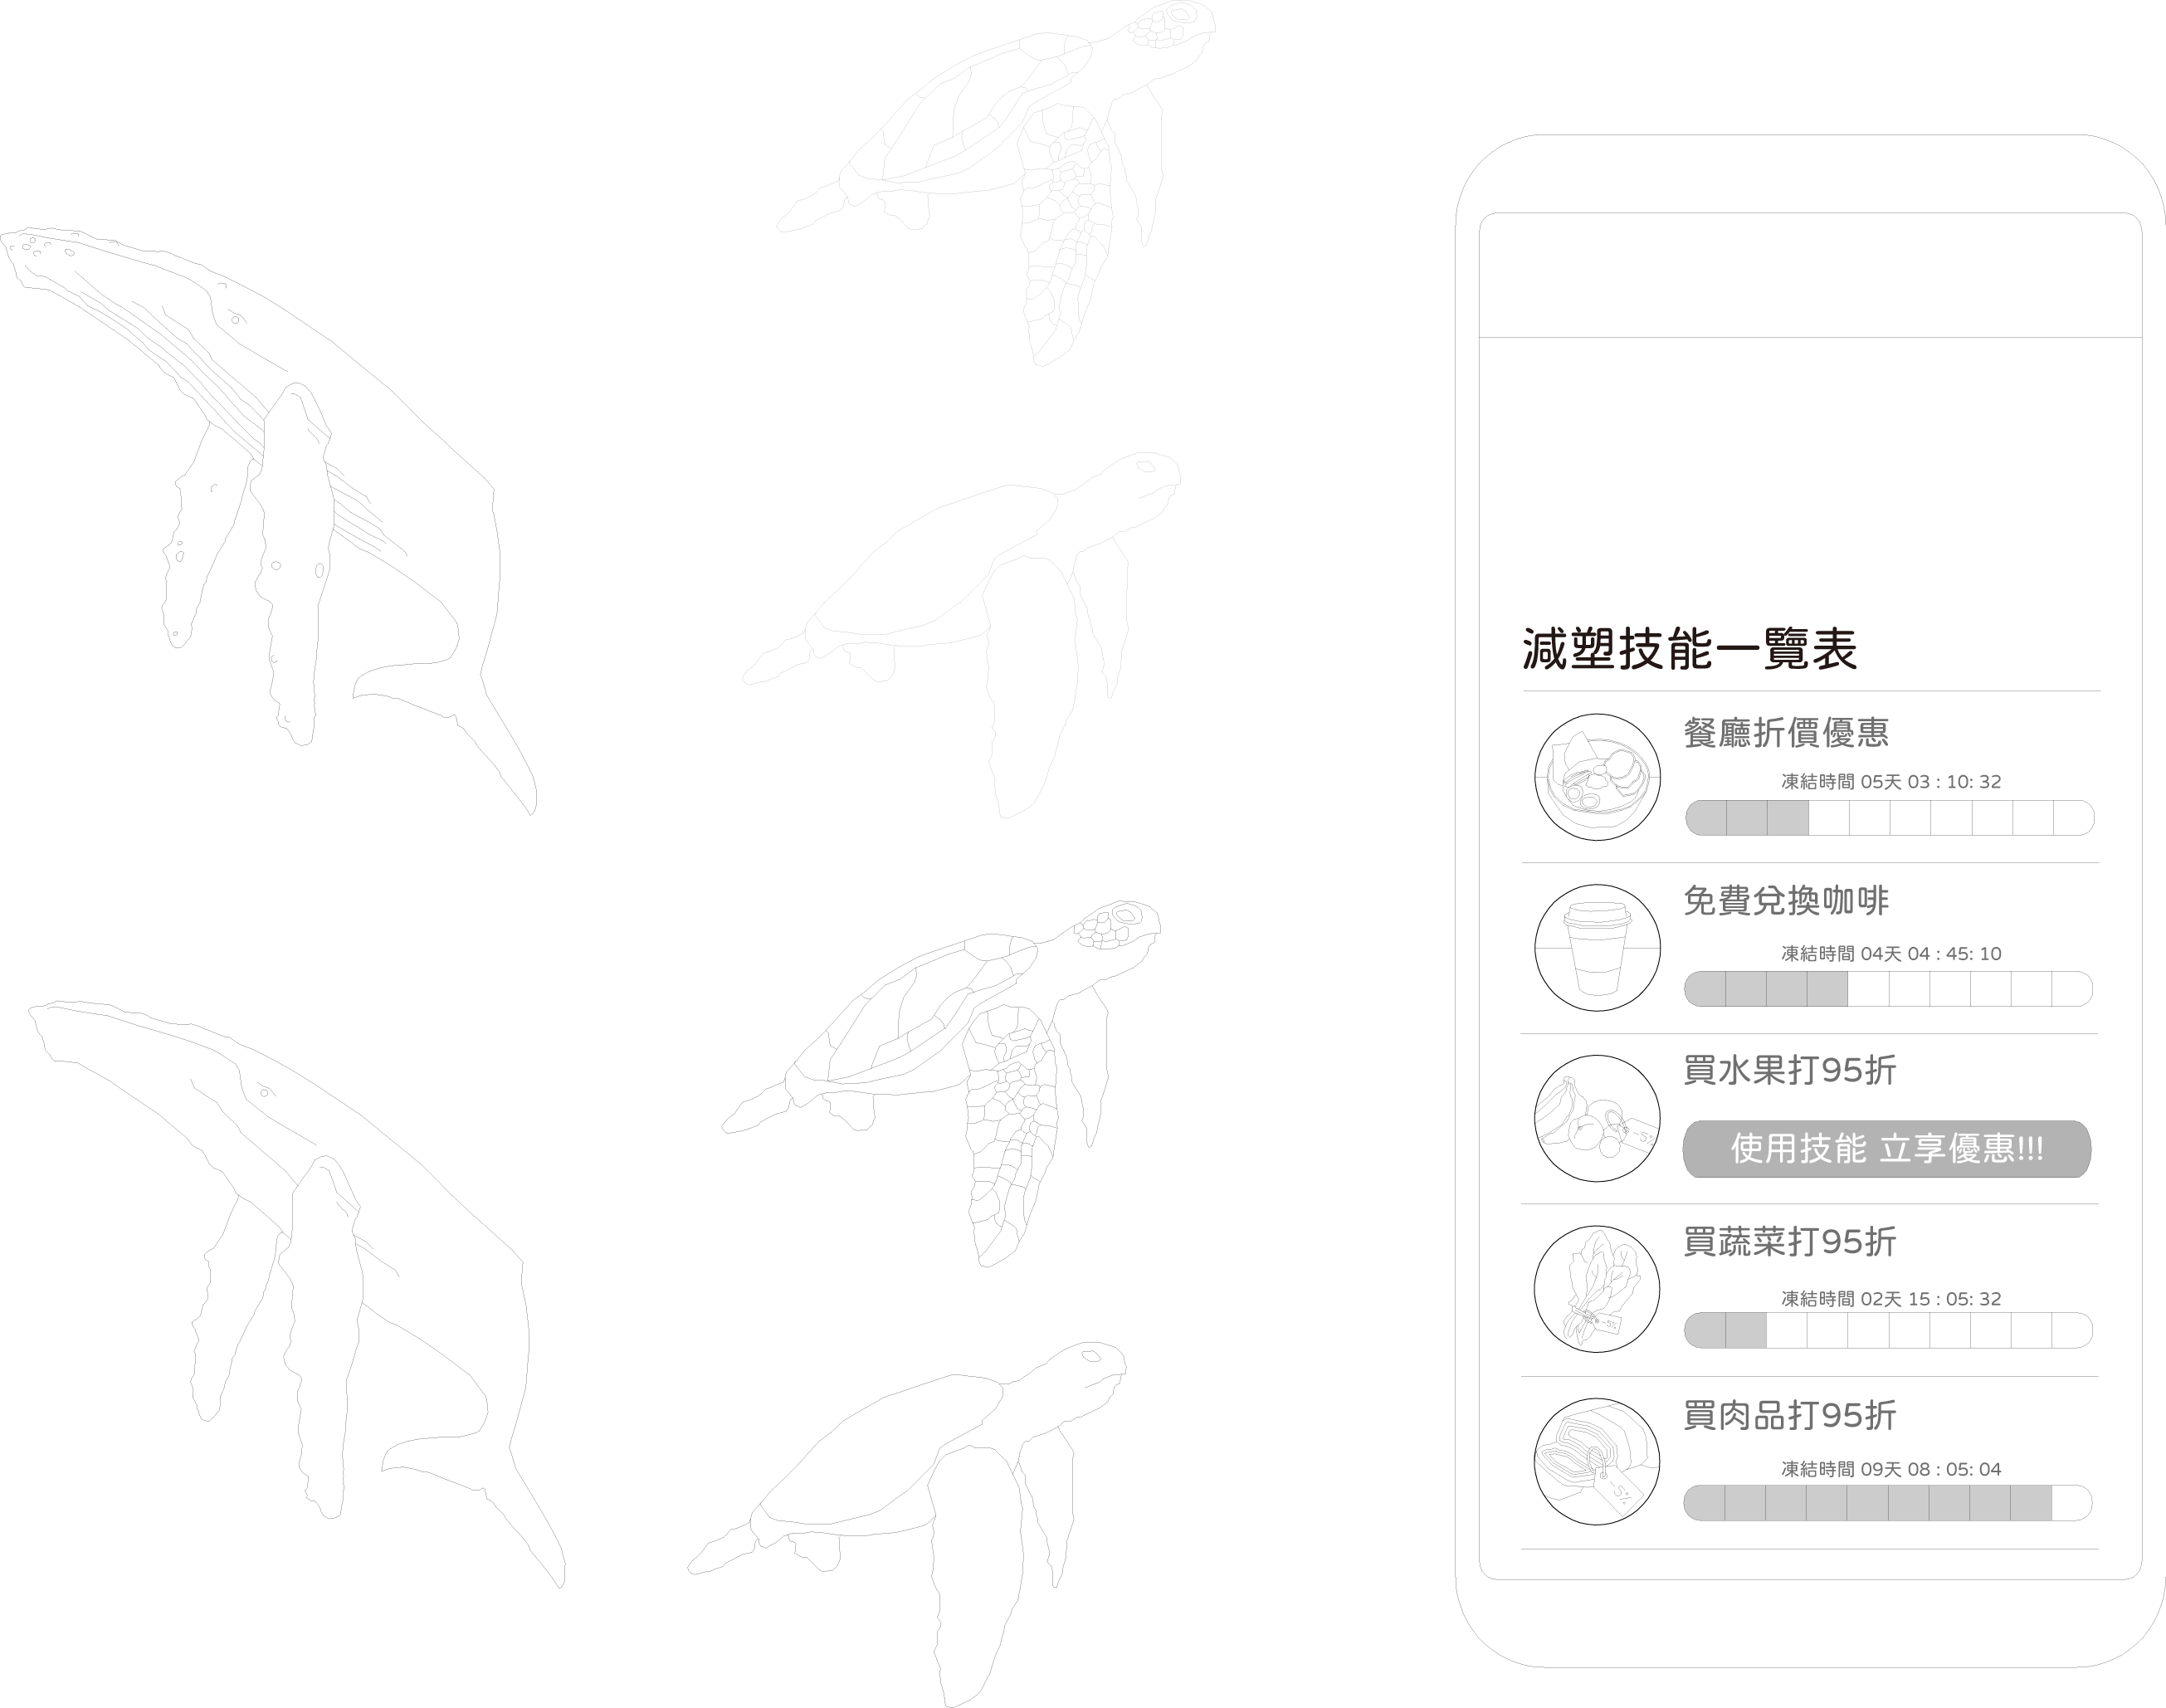 減塑技能一覽表
餐廳折價優惠
凍結時間 05天 03 : 10: 32
免費兌換咖啡
凍結時間 04天 04 : 45: 10
買水果打95折
-5%
使用技能 立享優惠!!!
買蔬菜打95折
-5%
凍結時間 02天 15 : 05: 32
買肉品打95折
-5%
凍結時間 09天 08 : 05: 04